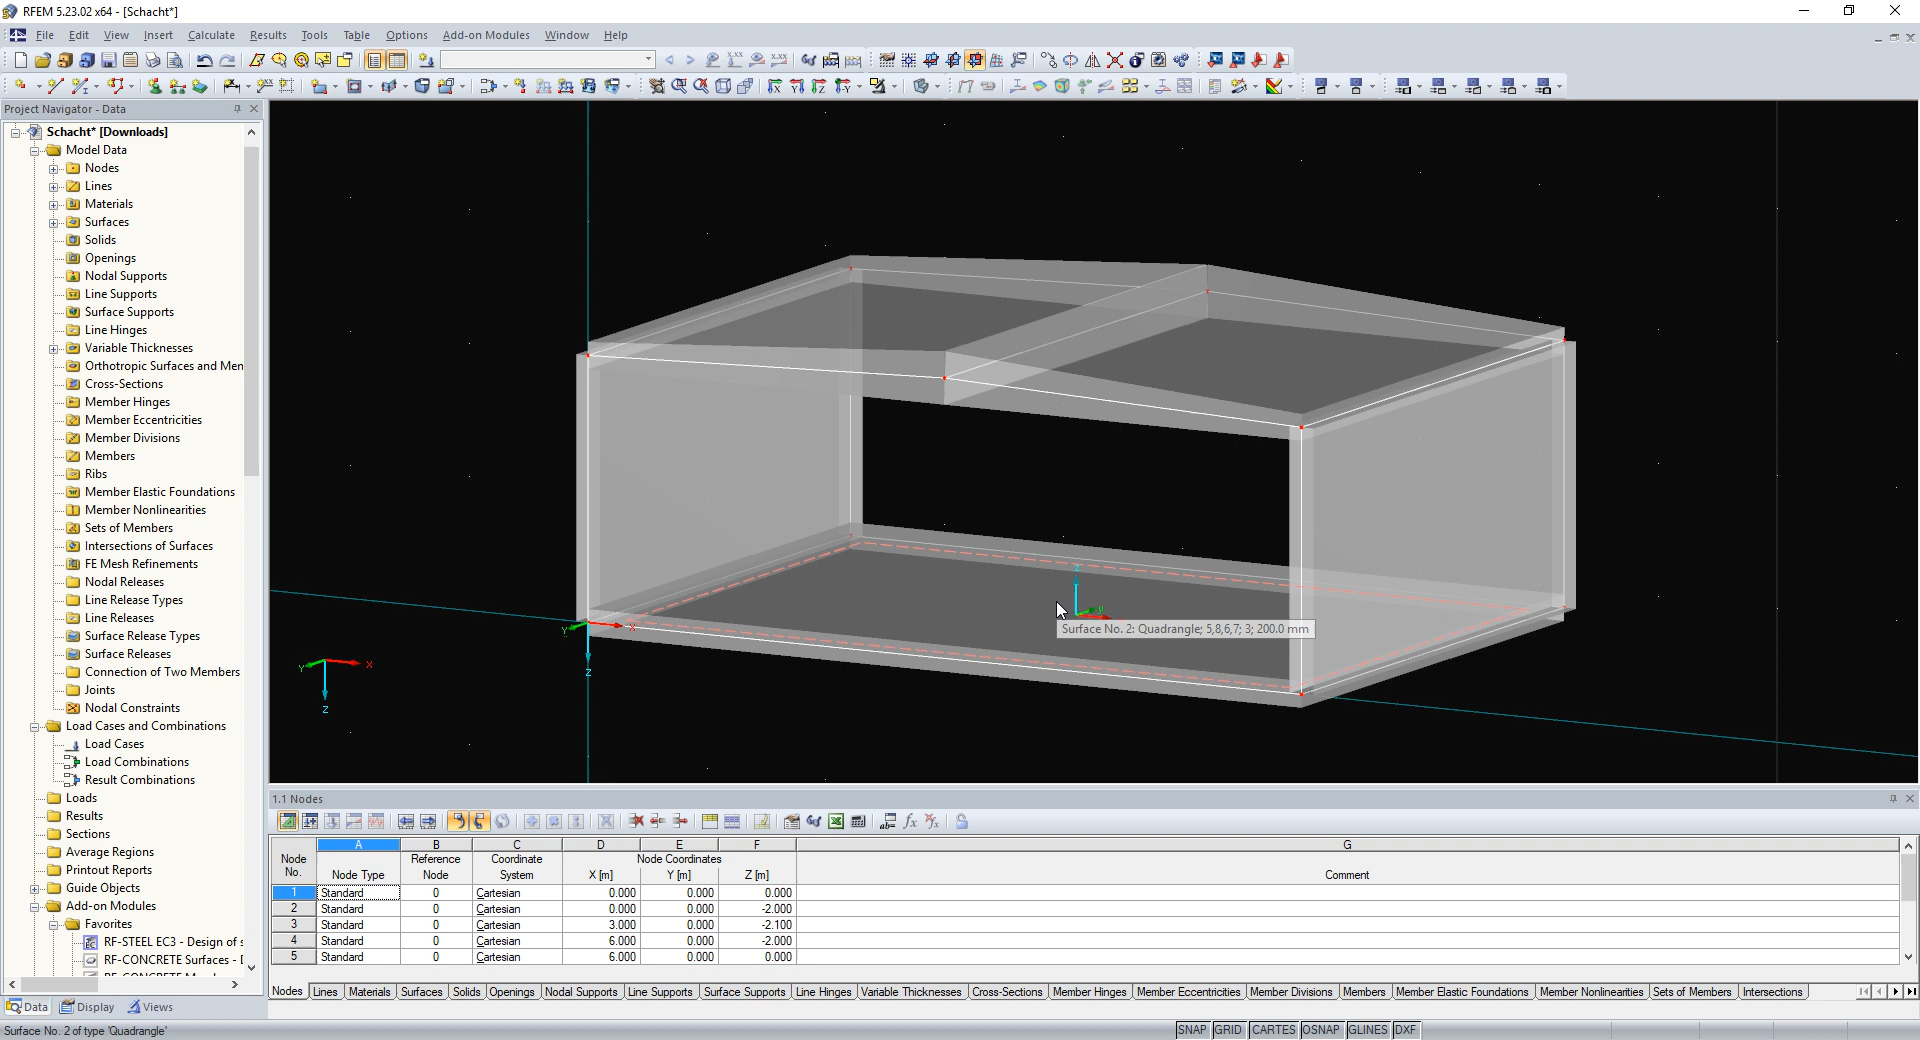 RFEM 5.23.02 x64 - [Schacht*]
File Edit View Insert Calculate Results Tools Table Options Add-on Modules Window Help
Project Navigator - Data
Schacht* [Downloads]
Model Data
Nodes
Lines
Materials
Surfaces
Solids
Openings
Nodal Supports
Line Supports
Surface Supports
Line Hinges
Variable Thicknesses
Orthotropic Surfaces and Men
Cross-Sections
Member Hinges
Member Eccentricities
Member Divisions
Members
Ribs
Member Elastic Foundations
Member Nonlinearities
Sets of Members
Intersections of Surfaces
FE Mesh Refinements
Nodal Releases
Line Release Types
Line Releases
Surface Release Types
Surface Releases
Connection of Two Members
Joints
Nodal Constraints
Load Cases and Combinations
Load Cases
Load Combinations
Result Combinations
Loads
Results
Sections
Average Regions
Printout Reports
Guide Objects
Add-on Modules
Favorites
RF-STEEL EC3 - Design of s
RF-CONCRETE Surfaces - D
Data Display Views
Z
y
Surface No. 2: Quadrangle; 5,8,6,7; 3; 200.0 mm
Y X
Z
Y X
Z
1.1 Nodes
A B C D E F G
Node No. Node Type Reference Node Coordinate System Node Coordinates X [m] Y [m] Z [m] Comment
1 Standard 0 Cartesian 0.000 0.000 0.000
2 Standard 0 Cartesian 0.000 0.000 -2.000
3 Standard 0 Cartesian 3.000 0.000 -2.100
4 Standard 0 Cartesian 6.000 0.000 -2.000
5 Standard 0 Cartesian 6.000 0.000 0.000
Nodes Lines Materials Surfaces Solids Openings Nodal Supports Line Supports Surface Supports Line Hinges Variable Thicknesses Cross-Sections Member Hinges Member Eccentricities Member Divisions Members Member Elastic Foundations Member Nonlinearities Sets of Members Intersections
Surface No. 2 of type 'Quadrangle'
SNAP GRID CARTES OSNAP GLINES DXF